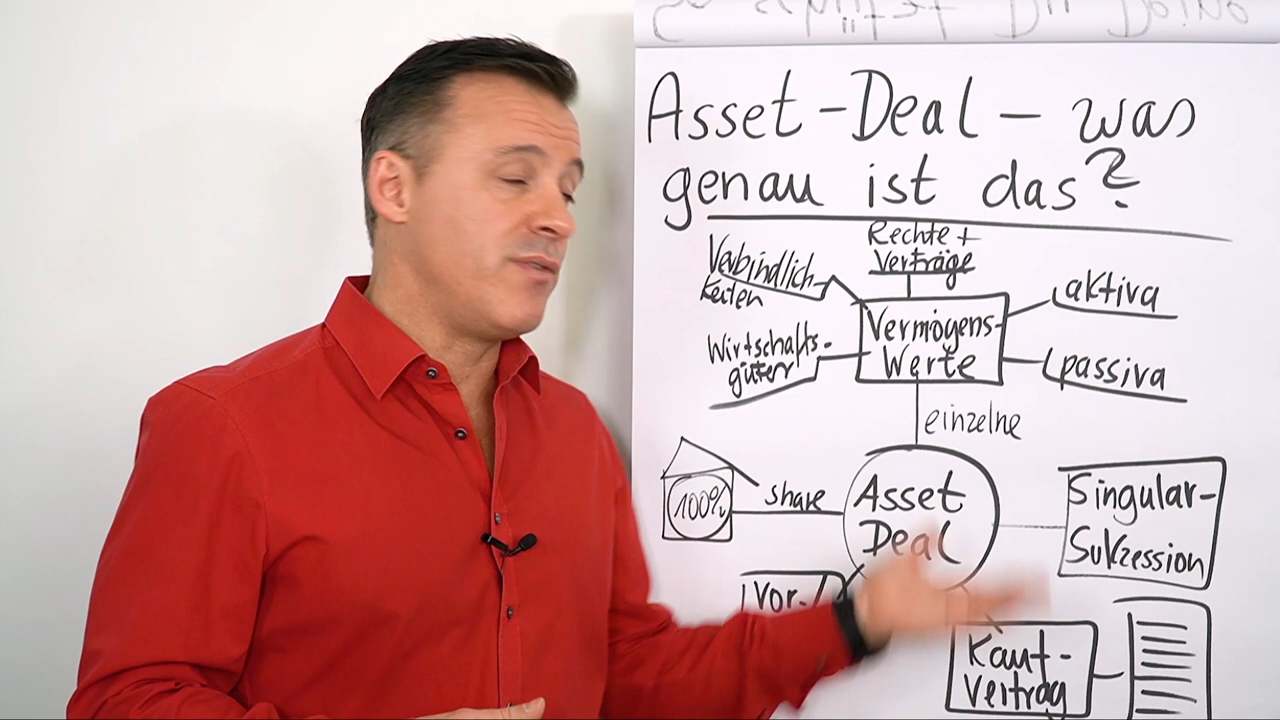 Asset-Deal – was
genau ist das?
Rechte +
Verträge
Verbindlich-
keiten
aktiva
Vermögens-
Werte
Wirtschafts-
güter
passiva
einzelne
100%
share
Asset
Deal
Singular-
Sukzession
Vor-/
Kauf-
Vertrag